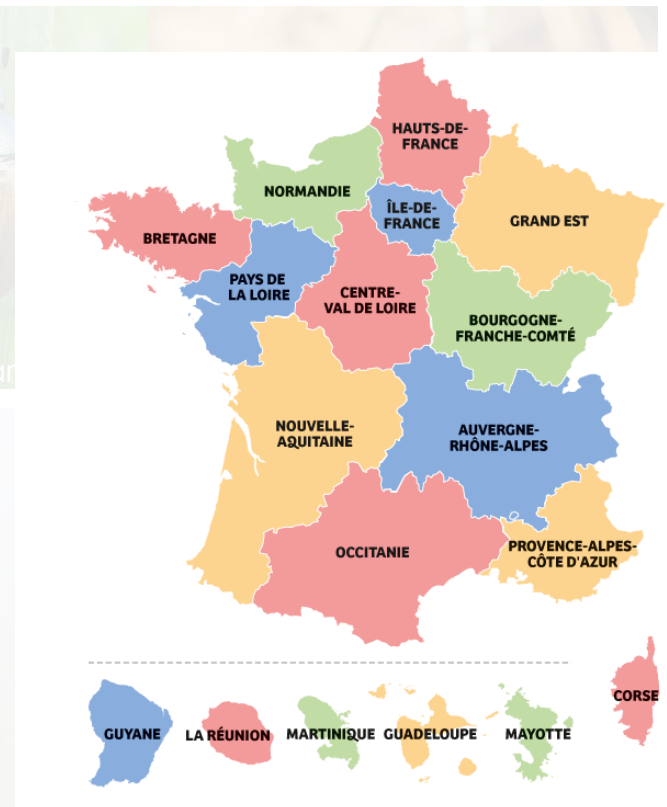 HAUTS-DE-
FRANCE
NORMANDIE
ÎLE-DE-
FRANCE
GRAND EST
BRETAGNE
PAYS DE
LA LOIRE
CENTRE-
VAL DE LOIRE
BOURGOGNE-
FRANCHE-COMTÉ
NOUVELLE-
AQUITAINE
AUVERGNE-
RHÔNE-ALPES
OCCITANIE
PROVENCE-ALPES-
CÔTE D'AZUR
CORSE
GUYANE
LA RÉUNION
MARTINIQUE
GUADELOUPE
MAYOTTE